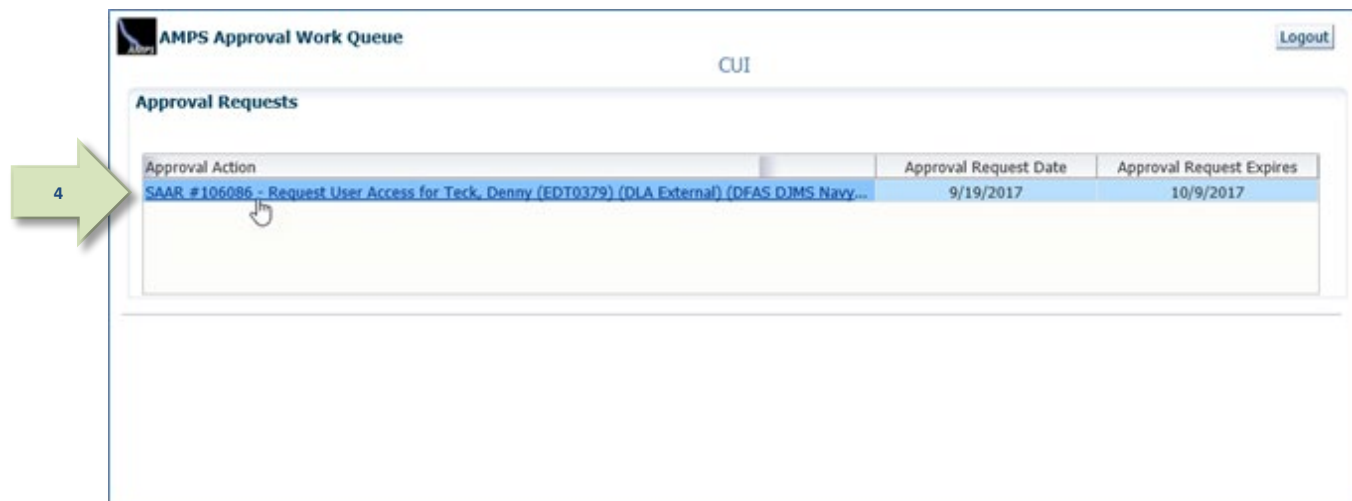 AMPS Approval Work Queue
Logout
CUI
Approval Requests
Approval Action Approval Request Date Approval Request Expires
4
SAAR #106086 - Request User Access for Teck, Denny (EDT0379) (DLA External) (DFAS DJMS Navy... 9/19/2017 10/9/2017